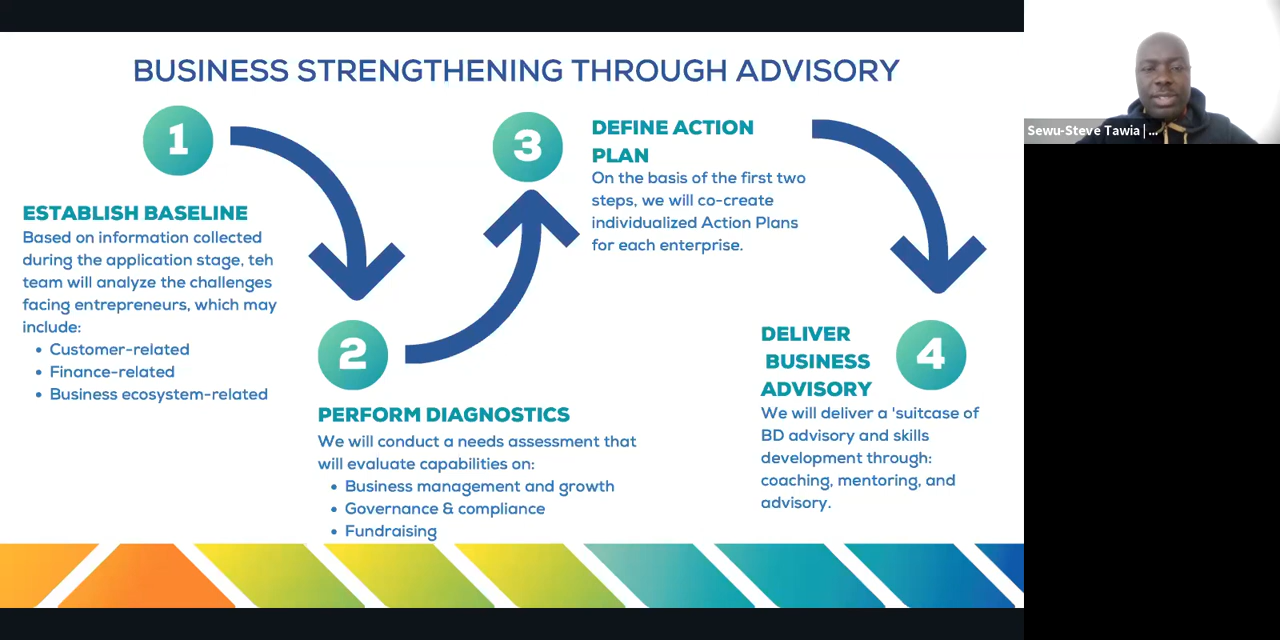 BUSINESS STRENGTHENING THROUGH ADVISORY
1
ESTABLISH BASELINE
Based on information collected
during the application stage, teh
team will analyze the challenges
facing entrepreneurs, which may
include:
• Customer-related
• Finance-related
• Business ecosystem-related
2
PERFORM DIAGNOSTICS
We will conduct a needs assessment that
will evaluate capabilities on:
• Business management and growth
• Governance & compliance
• Fundraising
3
DEFINE ACTION
PLAN
On the basis of the first two
steps, we will co-create
individualized Action Plans
for each enterprise.
DELIVER
BUSINESS
ADVISORY
4
We will deliver a 'suitcase of
BD advisory and skills
development through:
coaching, mentoring, and
advisory.
Sewu-Steve Tawia | ...